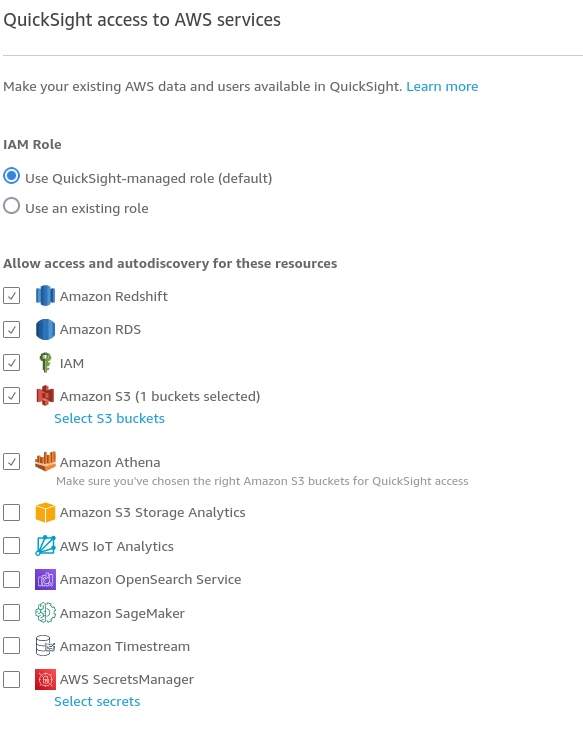 QuickSight access to AWS services
Make your existing AWS data and users available in QuickSight. Learn more
IAM Role
Use QuickSight-managed role (default)
Use an existing role
Allow access and autodiscovery for these resources
Amazon Redshift
Amazon RDS
IAM
Amazon S3 (1 buckets selected)
Select S3 buckets
Amazon Athena
Make sure you've chosen the right Amazon S3 buckets for QuickSight access
Amazon S3 Storage Analytics
AWS IoT Analytics
Amazon OpenSearch Service
Amazon SageMaker
Amazon Timestream
AWS SecretsManager
Select secrets